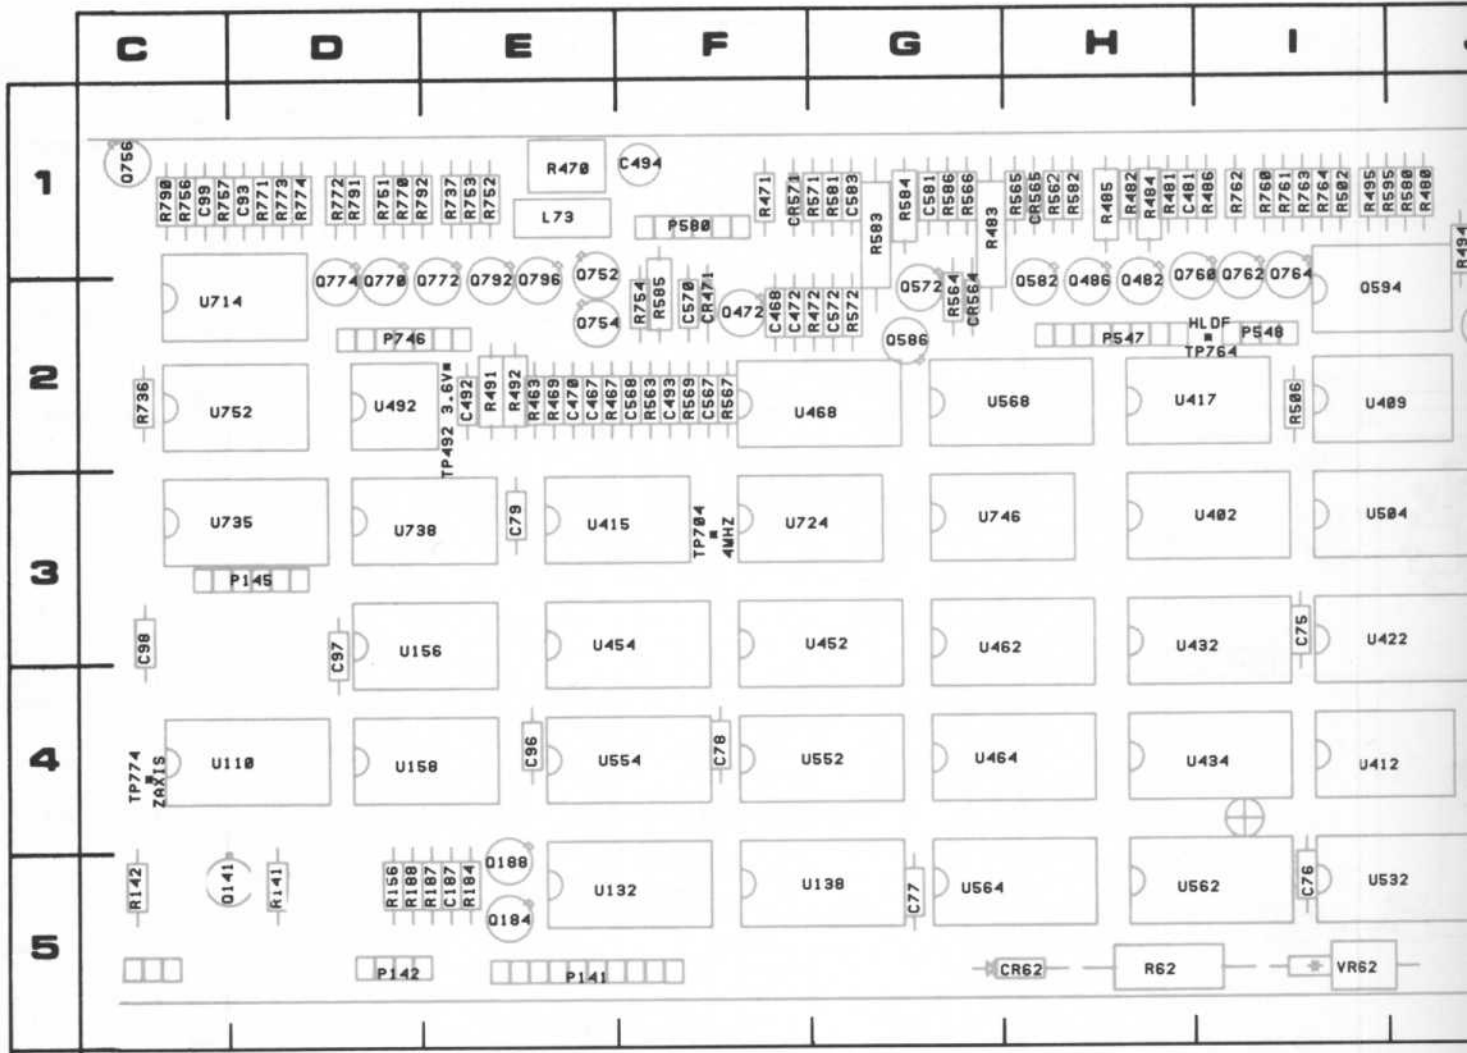 C D E F G H I
1
Q756 R790 R756 C99 R757 C93 R771 R773 R774 R772 R791 R761 R770 R792 R737 R753 R752 R470 C494 R471 CR571 R571 R581 C583 R583 R584 C581 R586 R566 R483 R565 CR565 R562 R582 R485 R482 R484 R481 C481 R486 R762 R760 R761 R763 R764 R502 R495 R595 R580 R480
L73 P580 R494
Q774 Q770 Q772 Q792 Q796 Q752 R754 R585 C570 CR471 Q572 R564 CR564 Q582 Q486 Q482 Q760 Q762 Q764 Q594
U714 Q754 Q472 C468 C472 R472 C572 R572
P746 Q586 P547 HLDF P548
TP764
2
R736 U752 U492 TP492 3.6V C492 R491 R492 R463 R469 C470 C467 R467 C568 R563 C493 R569 C567 R567 U468 U568 U417 R506 U409
U735 U738 C79 U415 TP704 4MHZ U724 U746 U402 U504
3
P145
C98 C97 U156 U454 U452 U462 U432 C75 U422
4
TP774 ZAXIS U110 U158 C96 U554 C78 U552 U464 U434 U412
Q188
R142 Q141 R141 R156 R188 R187 C187 R184 U132 U138 C77 U564 U562 C76 U532
Q184
5
P142 P141 CR62 R62 VR62